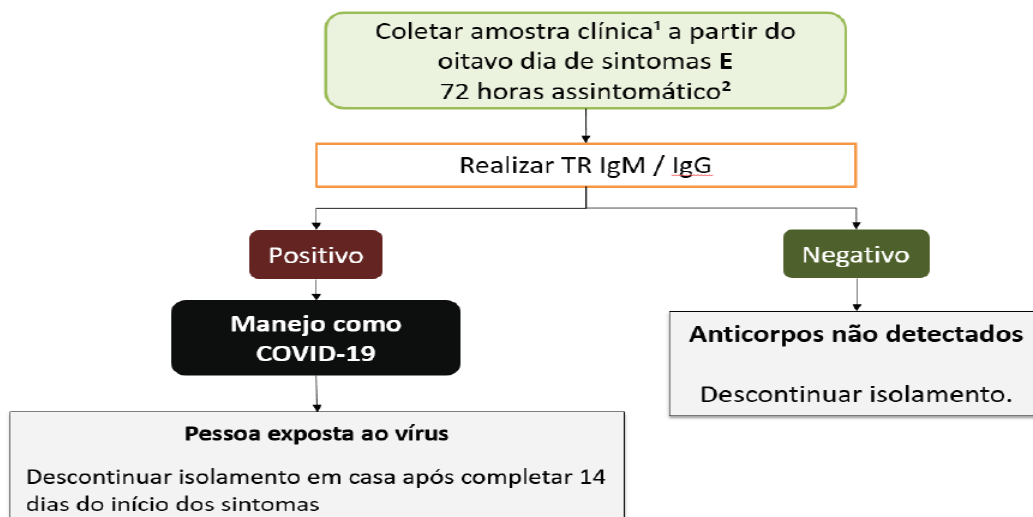 Coletar amostra clínica¹ a partir do
oitavo dia de sintomas E
72 horas assintomático²
Realizar TR IgM / IgG
Positivo
Negativo
Manejo como
COVID-19
Anticorpos não detectados
Descontinuar isolamento.
Pessoa exposta ao vírus
Descontinuar isolamento em casa após completar 14
dias do início dos sintomas